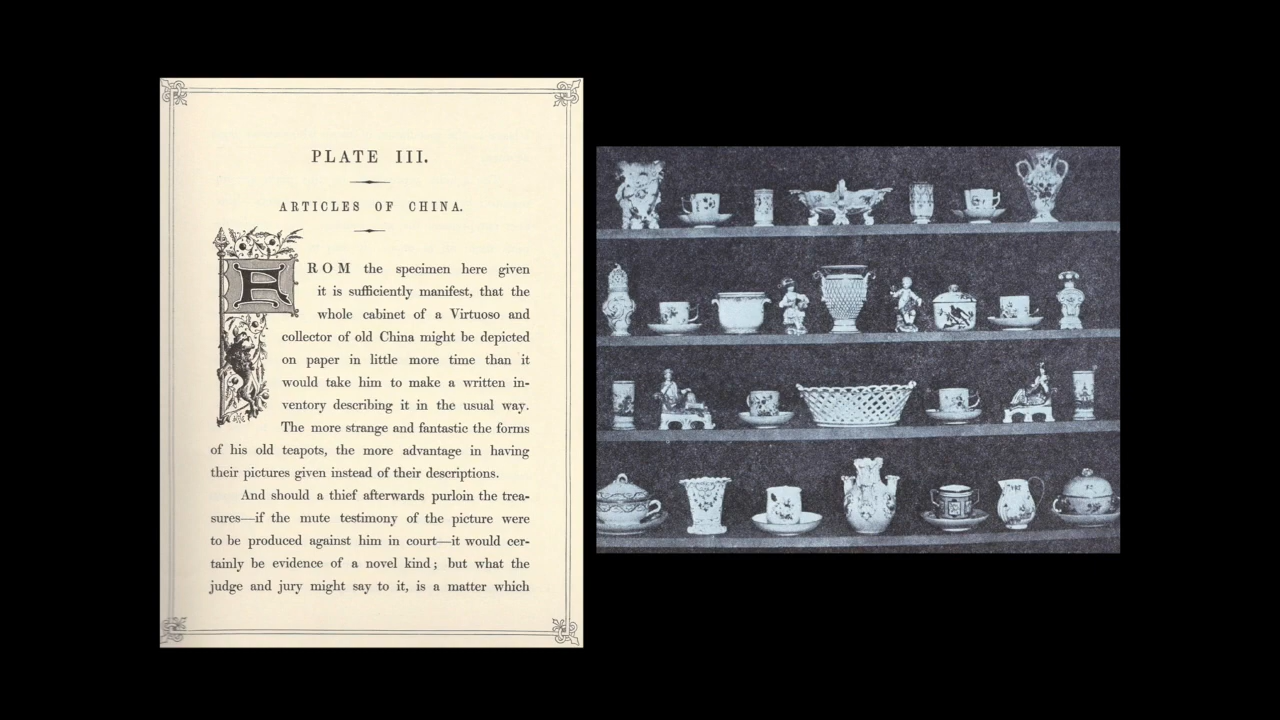 PLATE III.
ARTICLES OF CHINA.
FROM the specimen here given
it is sufficiently manifest, that the
whole cabinet of a Virtuoso and
collector of old China might be depicted
on paper in little more time than it
would take him to make a written in-
ventory describing it in the usual way.
The more strange and fantastic the forms
of his old teapots, the more advantage in having
their pictures given instead of their descriptions.
And should a thief afterwards purloin the trea-
sures—if the mute testimony of the picture were
to be produced against him in court—it would cer-
tainly be evidence of a novel kind; but what the
judge and jury might say to it, is a matter which